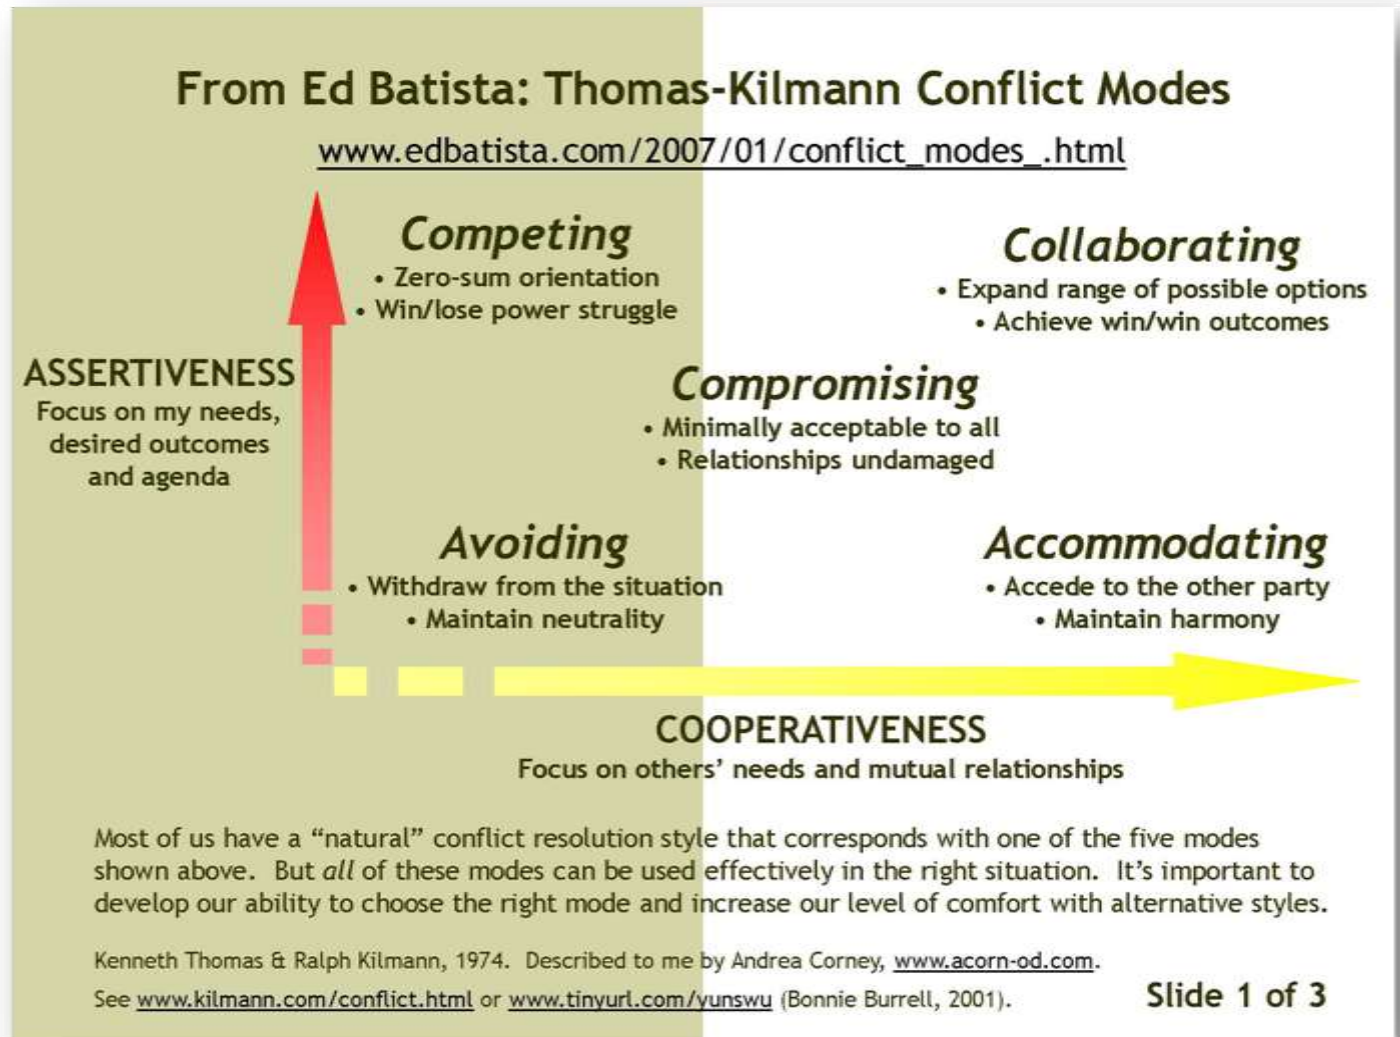 From Ed Batista: Thomas-Kilmann Conflict Modes
www.edbatista.com/2007/01/conflict_modes_.html
Competing
• Zero-sum orientation
• Win/lose power struggle
Collaborating
• Expand range of possible options
• Achieve win/win outcomes
ASSERTIVENESS
Focus on my needs,
desired outcomes
and agenda
Compromising
• Minimally acceptable to all
• Relationships undamaged
Avoiding
• Withdraw from the situation
• Maintain neutrality
Accommodating
• Accede to the other party
• Maintain harmony
COOPERATIVENESS
Focus on others’ needs and mutual relationships
Most of us have a “natural” conflict resolution style that corresponds with one of the five modes
shown above. But all of these modes can be used effectively in the right situation. It’s important to
develop our ability to choose the right mode and increase our level of comfort with alternative styles.
Kenneth Thomas & Ralph Kilmann, 1974. Described to me by Andrea Corney, www.acorn-od.com.
See www.kilmann.com/conflict.html or www.tinyurl.com/yunswu (Bonnie Burrell, 2001).
Slide 1 of 3